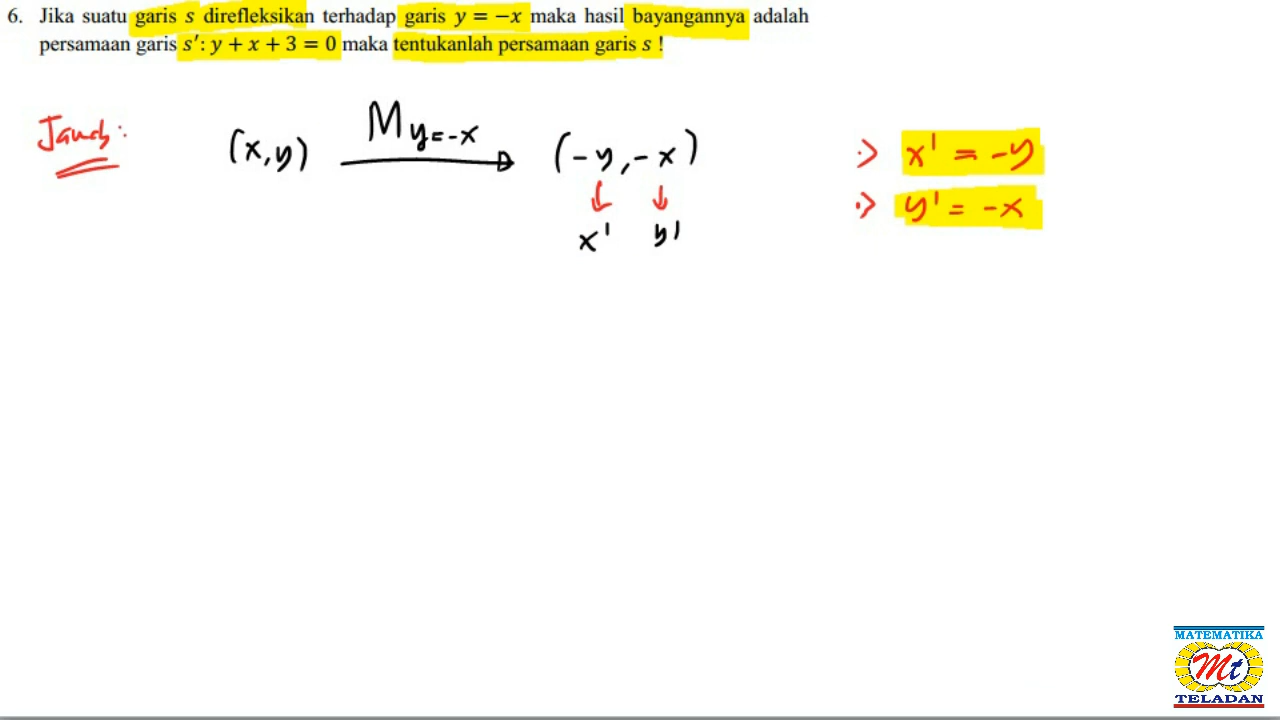 6. Jika suatu garis s direfleksikan terhadap garis y = −x maka hasil bayangannya adalah
persamaan garis s′: y + x + 3 = 0 maka tentukanlah persamaan garis s !
Jawab:
(x,y) M y=-x (-y,-x)
x' y'
x' = -y
y' = -x
MATEMATIKA
Mt
TELADAN